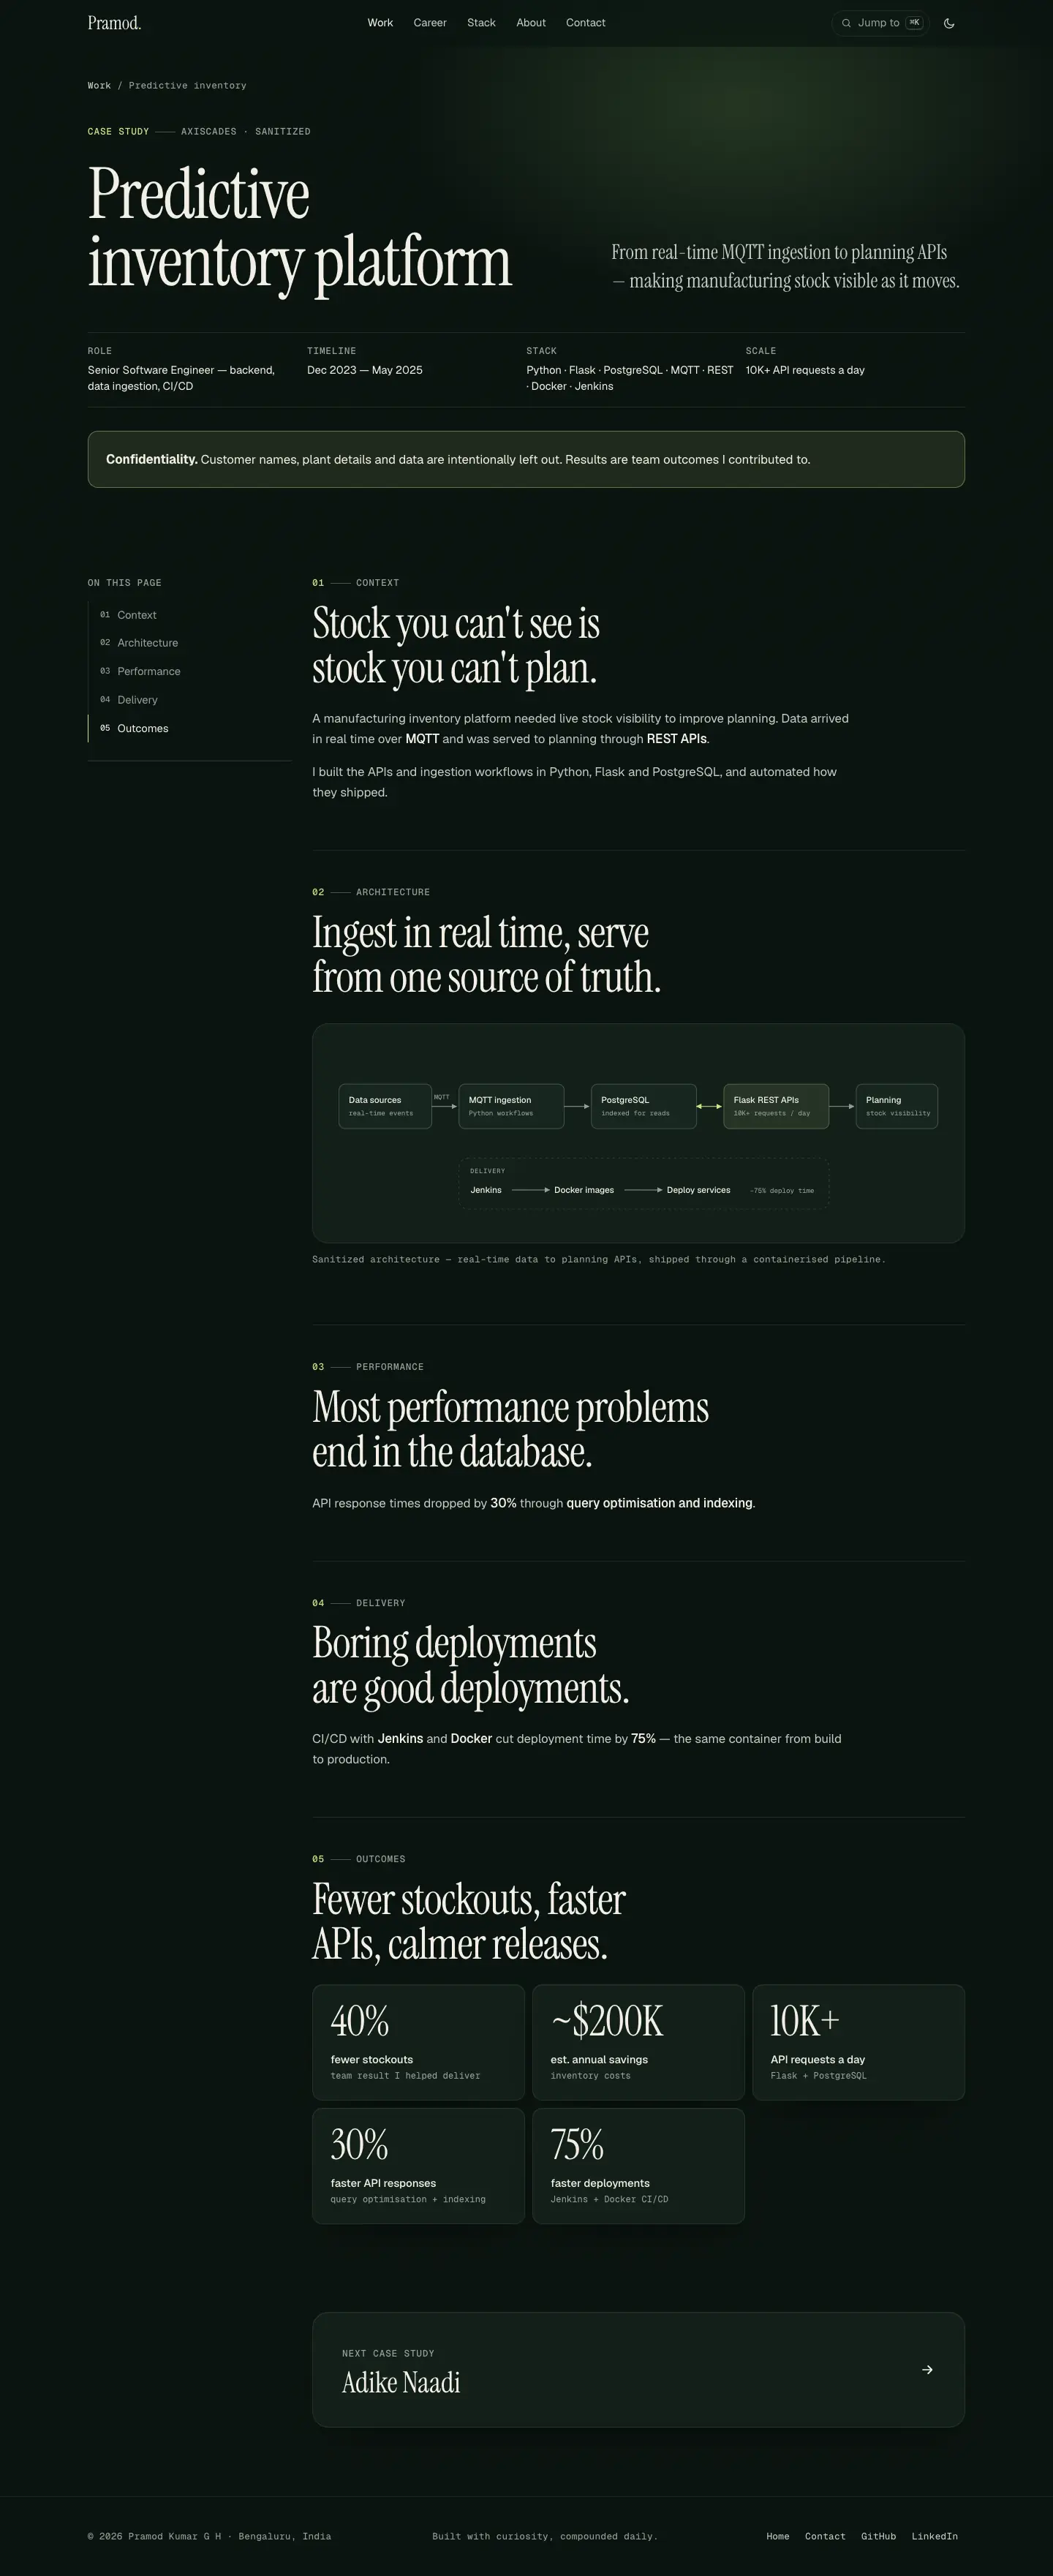 Pramod.
Work Career Stack About Contact
Jump to ⌘K
Work / Predictive inventory
CASE STUDY AXISCADES · SANITIZED
Predictive
inventory platform
From real-time MQTT ingestion to planning APIs
— making manufacturing stock visible as it moves.
ROLE
Senior Software Engineer — backend,
data ingestion, CI/CD
TIMELINE
Dec 2023 — May 2025
STACK
Python · Flask · PostgreSQL · MQTT · REST
· Docker · Jenkins
SCALE
10K+ API requests a day
Confidentiality. Customer names, plant details and data are intentionally left out. Results are team outcomes I contributed to.
ON THIS PAGE
01 Context
02 Architecture
03 Performance
04 Delivery
05 Outcomes
01 CONTEXT
Stock you can't see is
stock you can't plan.
A manufacturing inventory platform needed live stock visibility to improve planning. Data arrived
in real time over MQTT and was served to planning through REST APIs.
I built the APIs and ingestion workflows in Python, Flask and PostgreSQL, and automated how
they shipped.
02 ARCHITECTURE
Ingest in real time, serve
from one source of truth.
Data sources
real-time events
MQTT
MQTT ingestion
Python workflows
PostgreSQL
indexed for reads
Flask REST APIs
10K+ requests / day
Planning
stock visibility
DELIVERY
Jenkins Docker images Deploy services −75% deploy time
Sanitized architecture — real-time data to planning APIs, shipped through a containerised pipeline.
03 PERFORMANCE
Most performance problems
end in the database.
API response times dropped by 30% through query optimisation and indexing.
04 DELIVERY
Boring deployments
are good deployments.
CI/CD with Jenkins and Docker cut deployment time by 75% — the same container from build
to production.
05 OUTCOMES
Fewer stockouts, faster
APIs, calmer releases.
40%
fewer stockouts
team result I helped deliver
~$200K
est. annual savings
inventory costs
10K+
API requests a day
Flask + PostgreSQL
30%
faster API responses
query optimisation + indexing
75%
faster deployments
Jenkins + Docker CI/CD
NEXT CASE STUDY
Adike Naadi
© 2026 Pramod Kumar G H · Bengaluru, India
Built with curiosity, compounded daily.
Home Contact GitHub LinkedIn